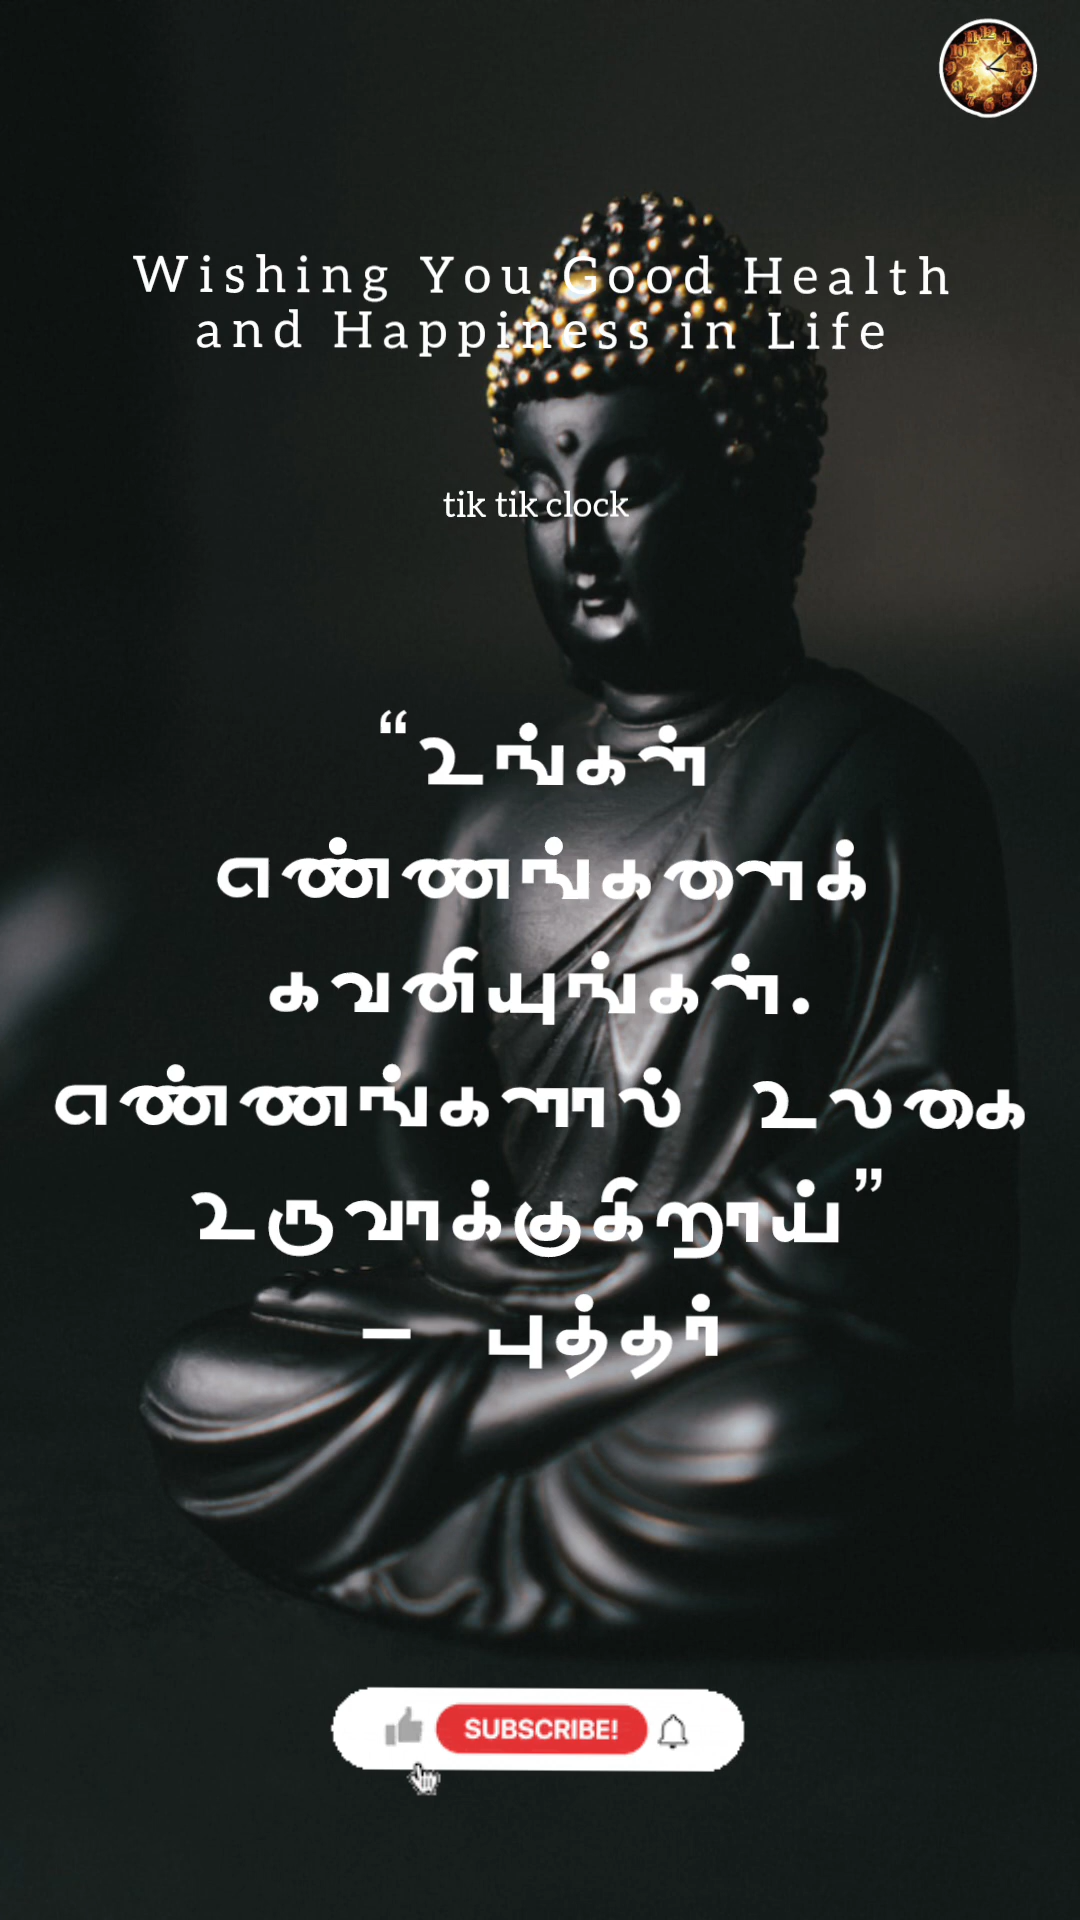 Wishing You Good Health
and Happiness in Life
tik tik clock
“உங்கள்
எண்ணங்களைக்
கவனியுங்கள்.
எண்ணங்களால் உலகை
உருவாக்குகிறாய்”
– புத்தர்
SUBSCRIBE!